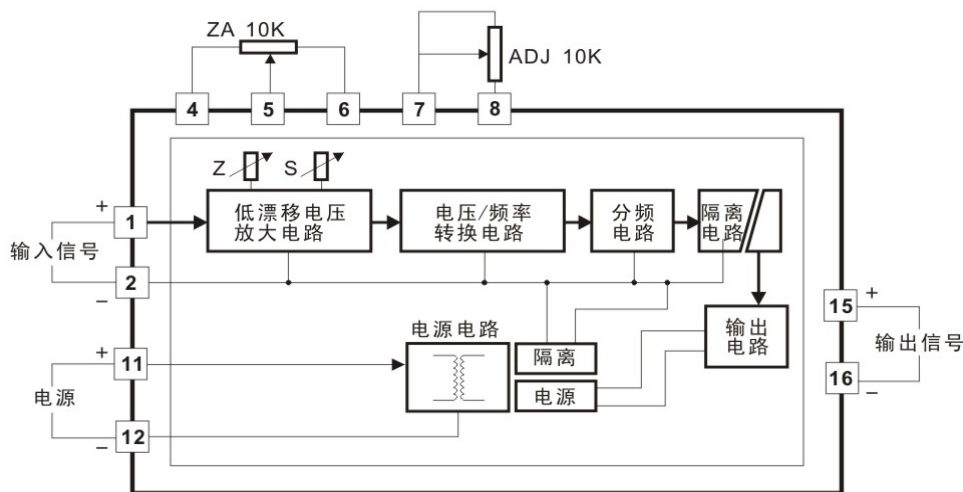 ZA 10K
ADJ 10K
4
5
6
7
8
Z
S
+
1
输入信号
2
−
低漂移电压
放大电路
电压/频率
转换电路
分频
电路
隔离
电路
输出
电路
15
+
输出信号
16
−
电源电路
隔离
电源
+
11
电源
12
−